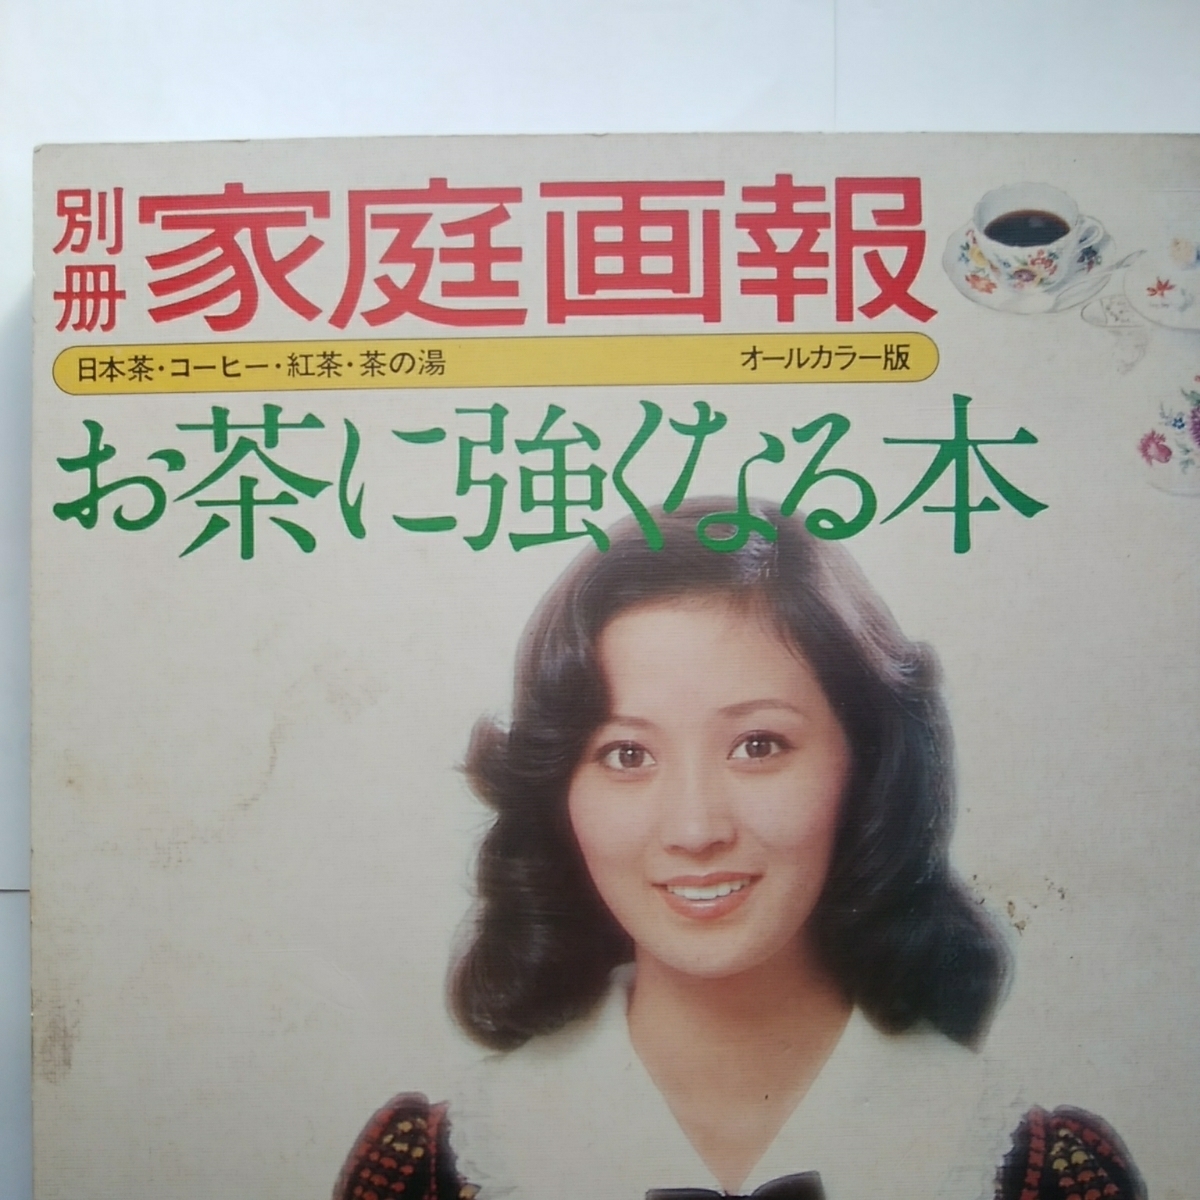 別冊 家庭画報
日本茶・コーヒー・紅茶・茶の湯 オールカラー版
お茶に強くなる本